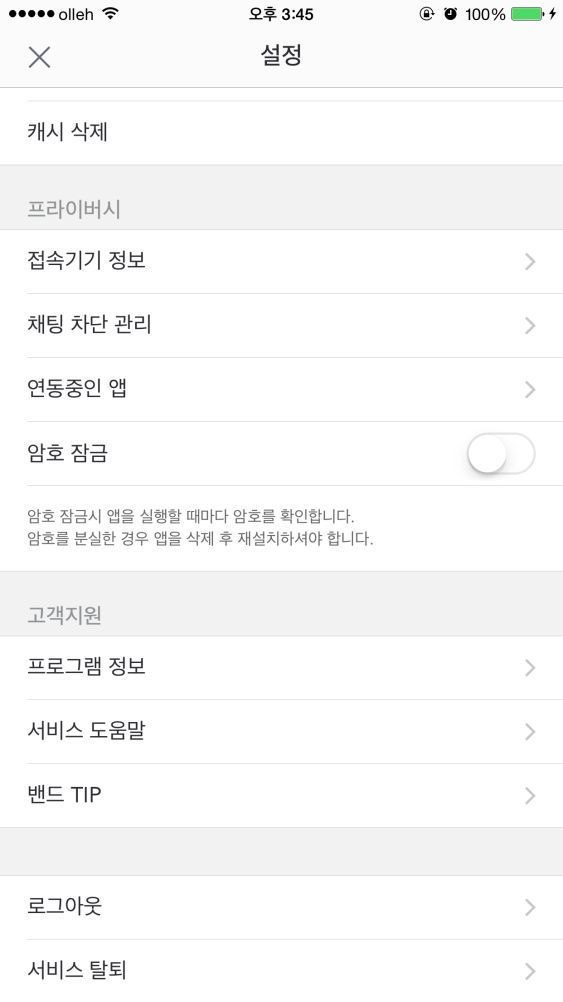 olleh 오후 3:45 100%
설정
캐시 삭제
프라이버시
접속기기 정보
채팅 차단 관리
연동중인 앱
암호 잠금
암호 잠금시 앱을 실행할 때마다 암호를 확인합니다.
암호를 분실한 경우 앱을 삭제 후 재설치하셔야 합니다.
고객지원
프로그램 정보
서비스 도움말
밴드 TIP
로그아웃
서비스 탈퇴